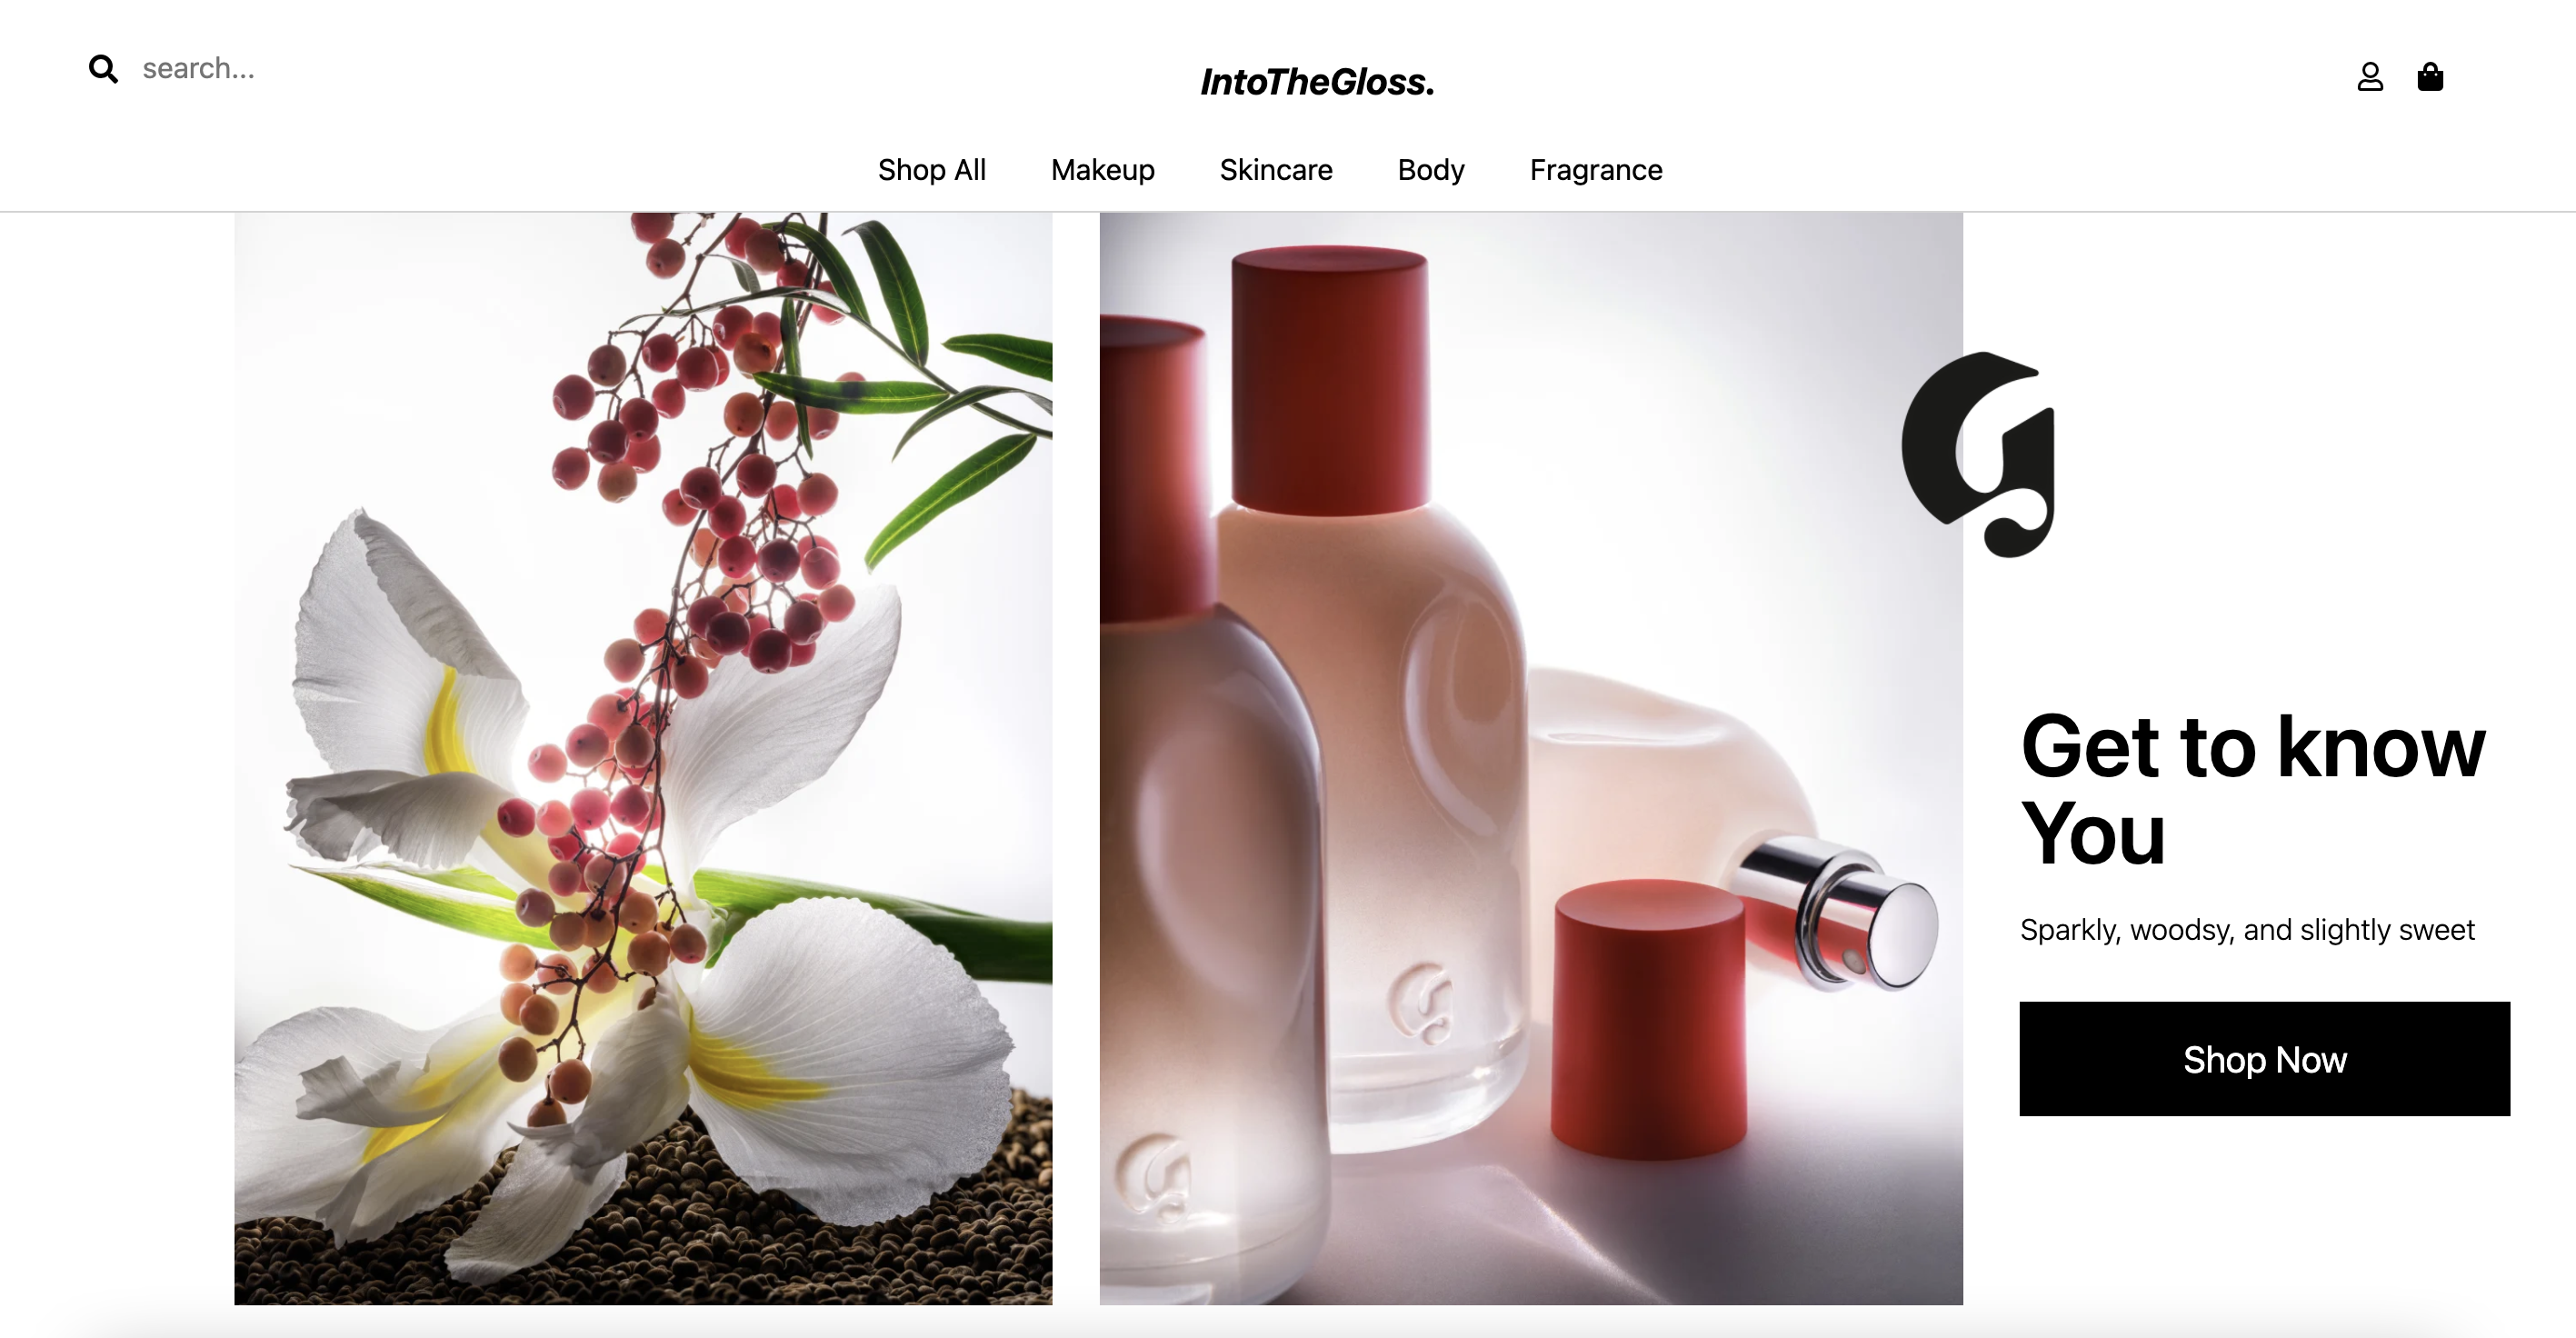 search...
IntoTheGloss.
Shop All Makeup Skincare Body Fragrance
Get to know
You
Sparkly, woodsy, and slightly sweet
Shop Now